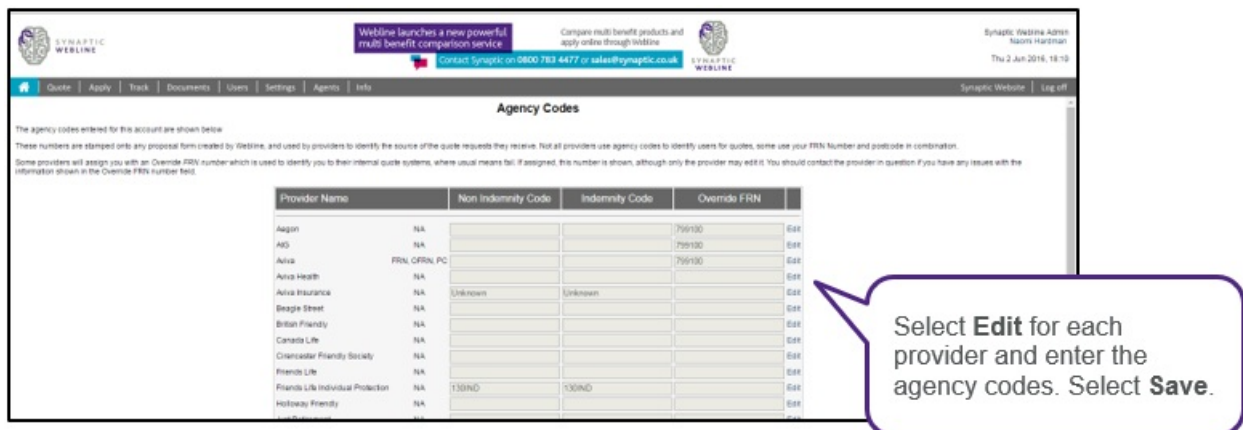 SYNAPTIC
WEBLINE
Webline launches a new powerful
multi benefit comparison service
Compare multi benefit products and
apply online through Webline
Contact Synaptic on 0800 783 4477 or sales@synaptic.co.uk
SYNAPTIC
WEBLINE
Synaptic Webline Admin
Naomi Hardman
Thu 2 Jun 2016, 18:10
Quote | Apply | Track | Documents | Users | Settings | Agents | Info
Synaptic Website | Log off
Agency Codes
The agency codes entered for this account are shown below
These numbers are stamped onto any proposal form created by Webline, and used by providers to identify the source of the quote requests they receive. Not all providers use agency codes to identify users for quotes, some use your FRN Number and postcode in combination.
Some providers will assign you with an Override FRN number which is used to identify you to their internal quote systems, where usual means fail. If assigned, this number is shown, although only the provider may edit it. You should contact the provider in question if you have any issues with the
information shown in the Override FRN number field.
Provider Name Non Indemnity Code Indemnity Code Override FRN
Aegon NA 799100 Edit
AIG NA 799100 Edit
Aviva FRN, OFRN, PC 799100 Edit
Aviva Health NA Edit
Aviva Insurance NA Unknown Unknown Edit
Beagle Street NA Edit
British Friendly NA Edit
Canada Life NA Edit
Cirencester Friendly Society NA Edit
Friends Life NA Edit
Friends Life Individual Protection NA 130IND 130IND Edit
Holloway Friendly NA Edit
Select Edit for each
provider and enter the
agency codes. Select Save.